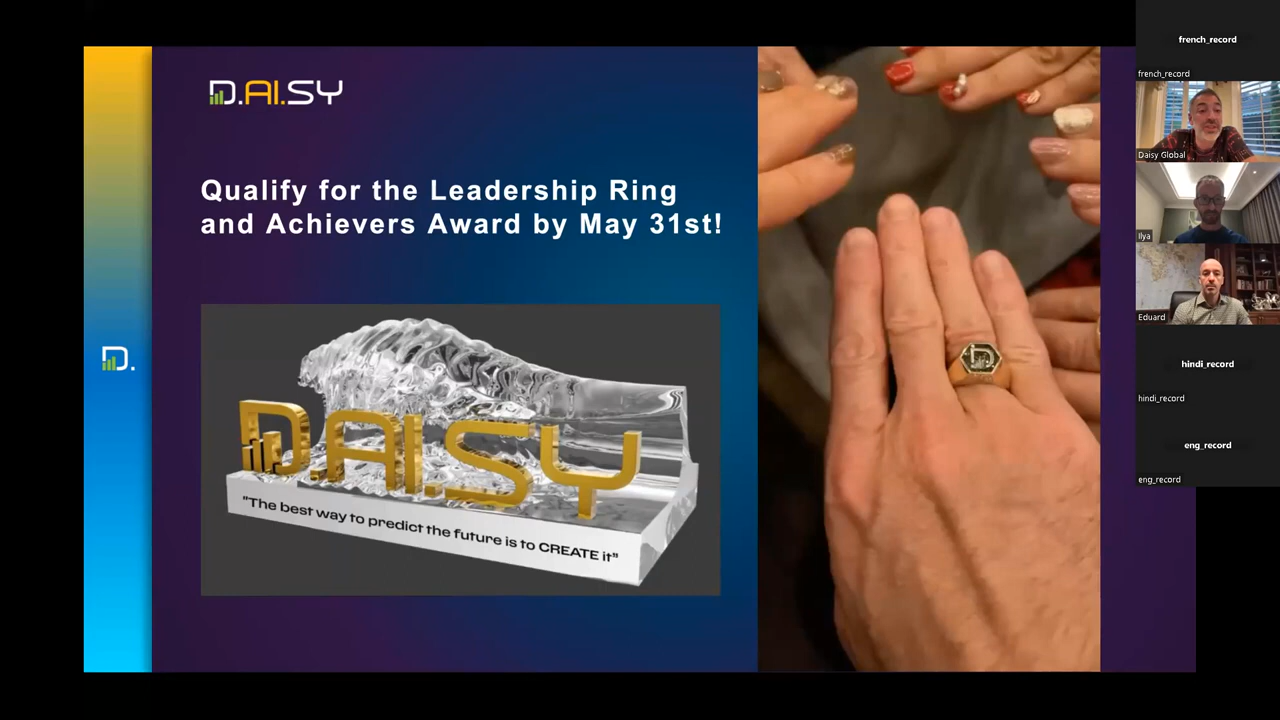 D.AI.SY
Qualify for the Leadership Ring
and Achievers Award by May 31st!
D.AI.SY
"The best way to predict the future is to CREATE it"
D.
D
french_record
french_record
Daisy Global
Ilya
Eduard
hindi_record
hindi_record
eng_record
eng_record